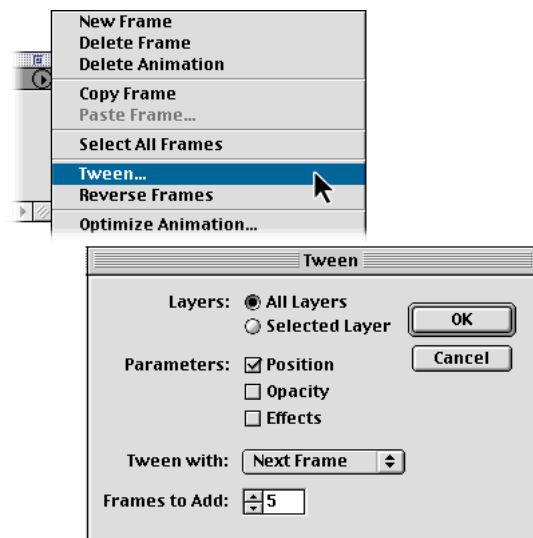 New Frame
Delete Frame
Delete Animation
Copy Frame
Paste Frame...
Select All Frames
Tween...
Reverse Frames
Optimize Animation...
Tween
Layers: All Layers
Selected Layer
OK
Cancel
Parameters: Position
Opacity
Effects
Tween with: Next Frame
Frames to Add: 5